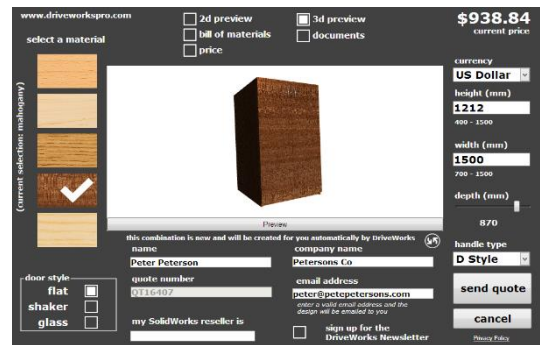 www.driveworkspro.com
2d preview
3d preview
$938.84
current price
select a material
bill of materials
documents
price
currency
US Dollar
height (mm)
1212
400 - 1500
width (mm)
1500
700 - 1500
depth (mm)
870
(current selection: mahogany)
Preview
this combination is new and will be created for you automatically by DriveWorks
name
company name
handle type
Peter Peterson
Petersons Co
D Style
door style
flat
shaker
glass
quote number
email address
QT16407
peter@petepetersons.com
enter a valid email address and the
design will be emailed to you
send quote
my SolidWorks reseller is
sign up for the
DriveWorks Newsletter
cancel
Privacy Policy